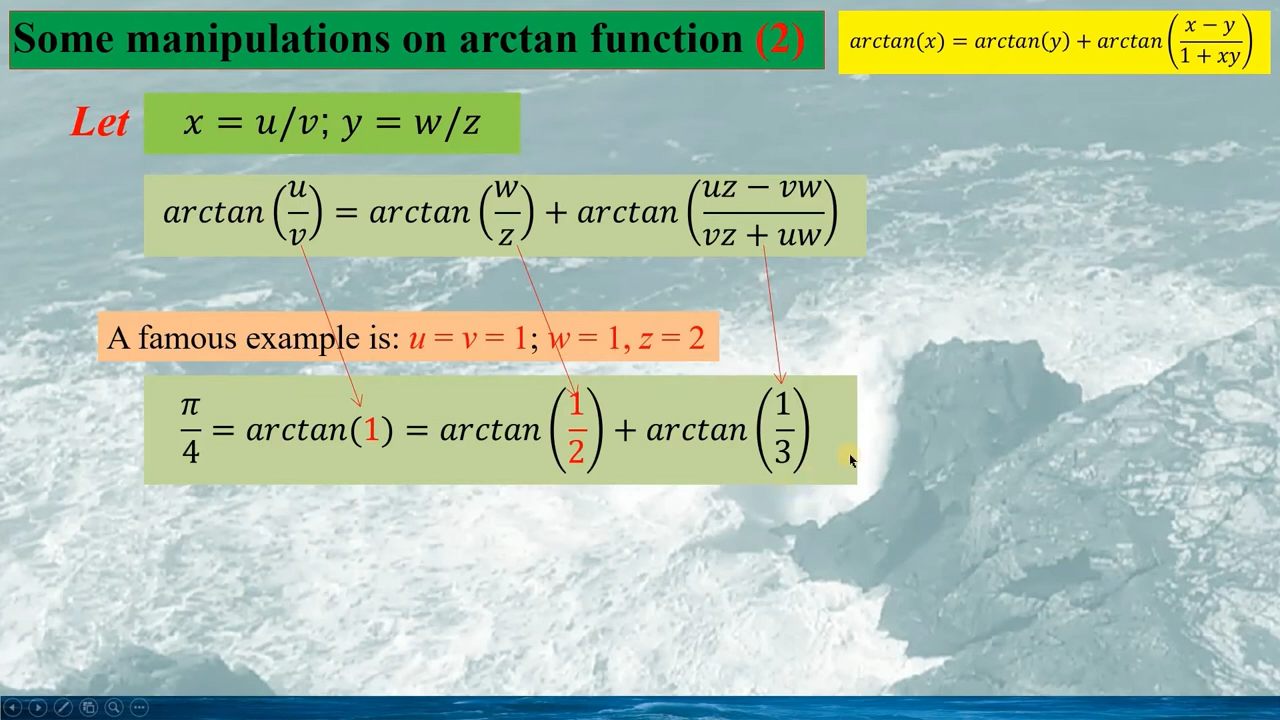 Some manipulations on arctan function (2)
arctan(x) = arctan(y) + arctan((x − y)/(1 + xy))
Let x = u/v; y = w/z
arctan(u/v) = arctan(w/z) + arctan((uz − vw)/(vz + uw))
A famous example is: u = v = 1; w = 1, z = 2
π/4 = arctan(1) = arctan(1/2) + arctan(1/3)